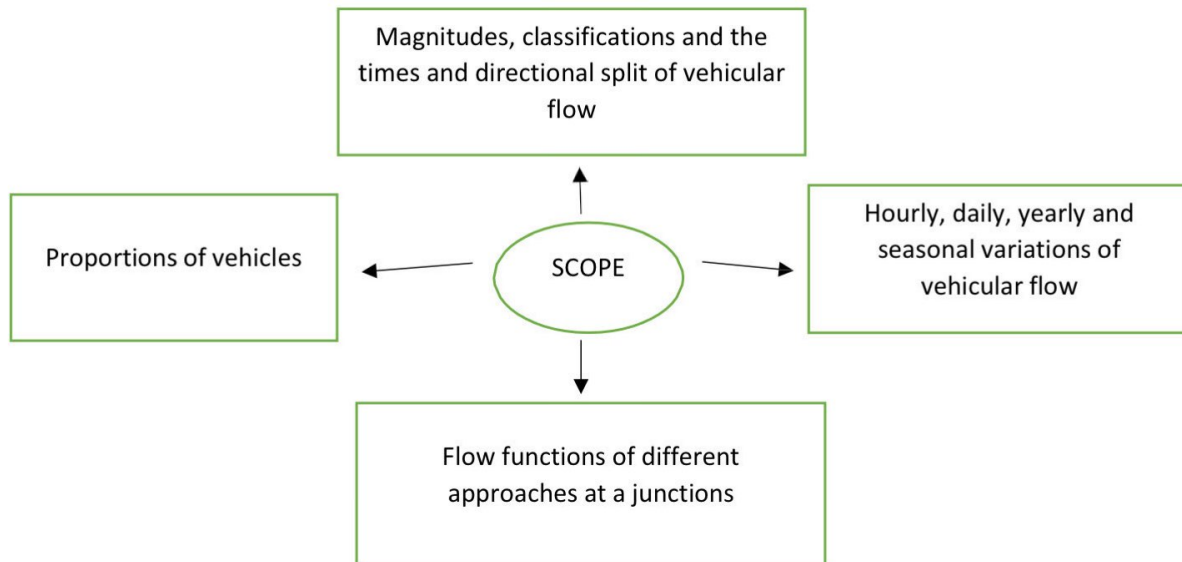 Magnitudes, classifications and the
times and directional split of vehicular
flow
Proportions of vehicles
SCOPE
Hourly, daily, yearly and
seasonal variations of
vehicular flow
Flow functions of different
approaches at a junctions